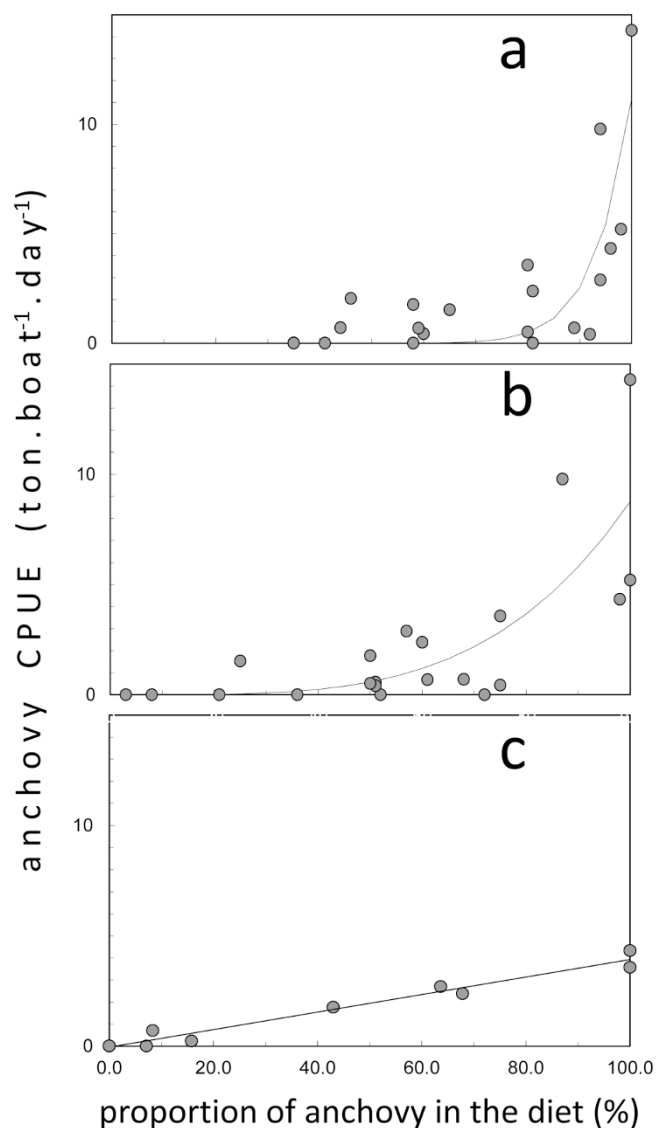 a
10
0
b
10
0
c
10
0
0.0 20.0 40.0 60.0 80.0 100.0
proportion of anchovy in the diet (%)
anchovy CPUE (ton.boat⁻¹.day⁻¹)